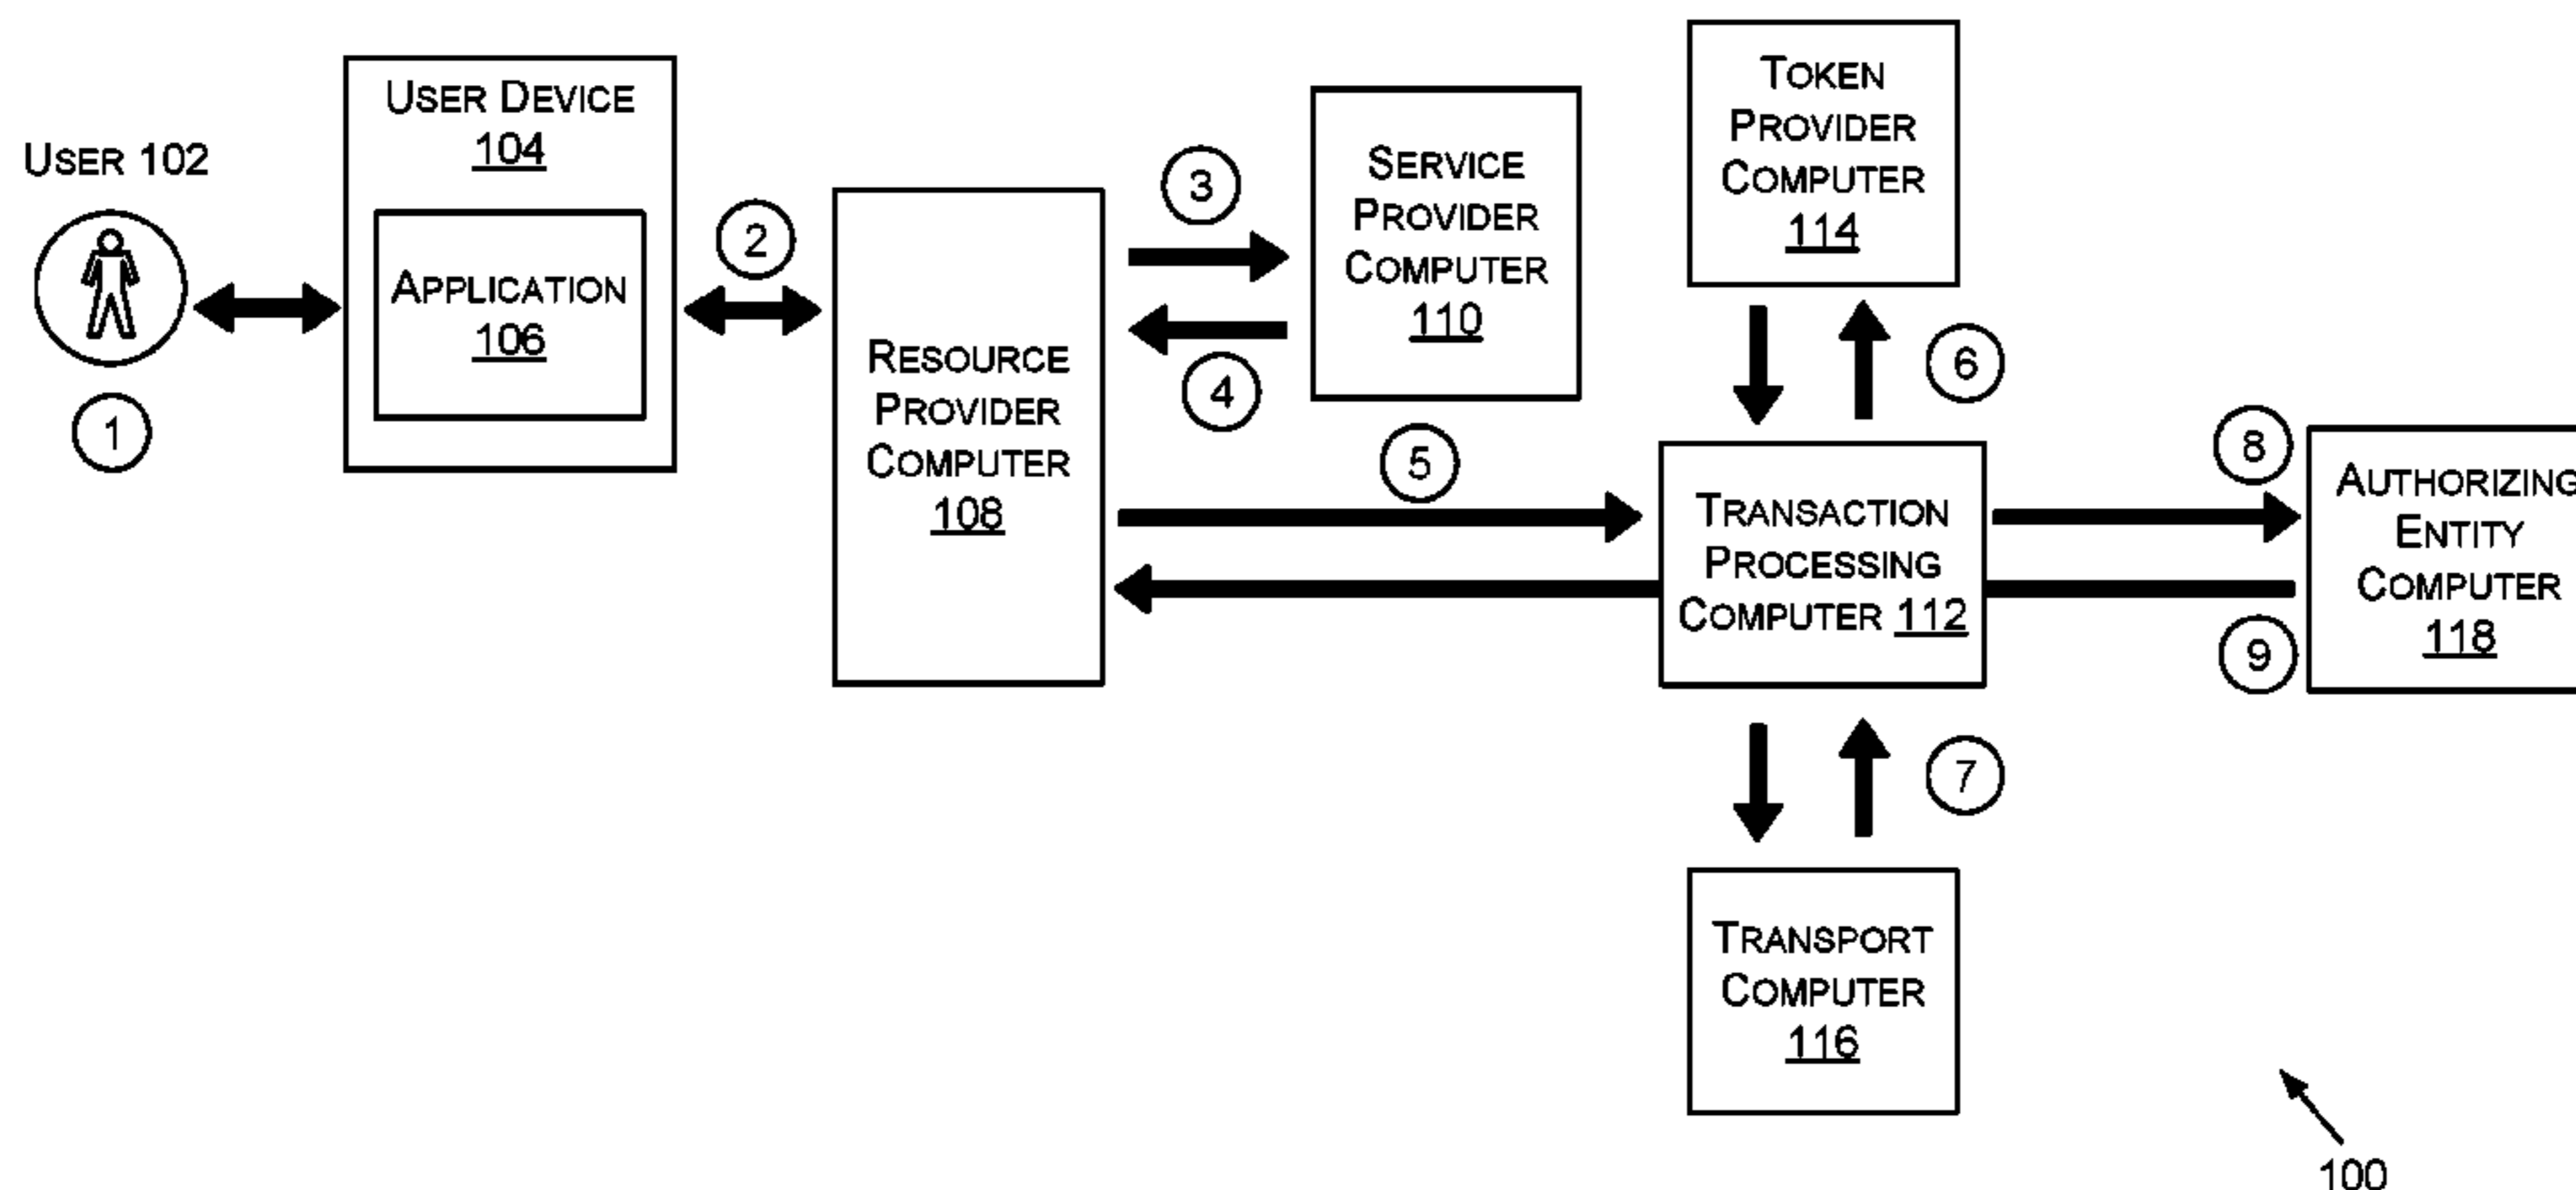 USER 102
1
USER DEVICE
104
APPLICATION
106
2
RESOURCE
PROVIDER
COMPUTER
108
3
4
SERVICE
PROVIDER
COMPUTER
110
5
TOKEN
PROVIDER
COMPUTER
114
6
TRANSACTION
PROCESSING
COMPUTER 112
7
TRANSPORT
COMPUTER
116
8
9
AUTHORIZING
ENTITY
COMPUTER
118
100